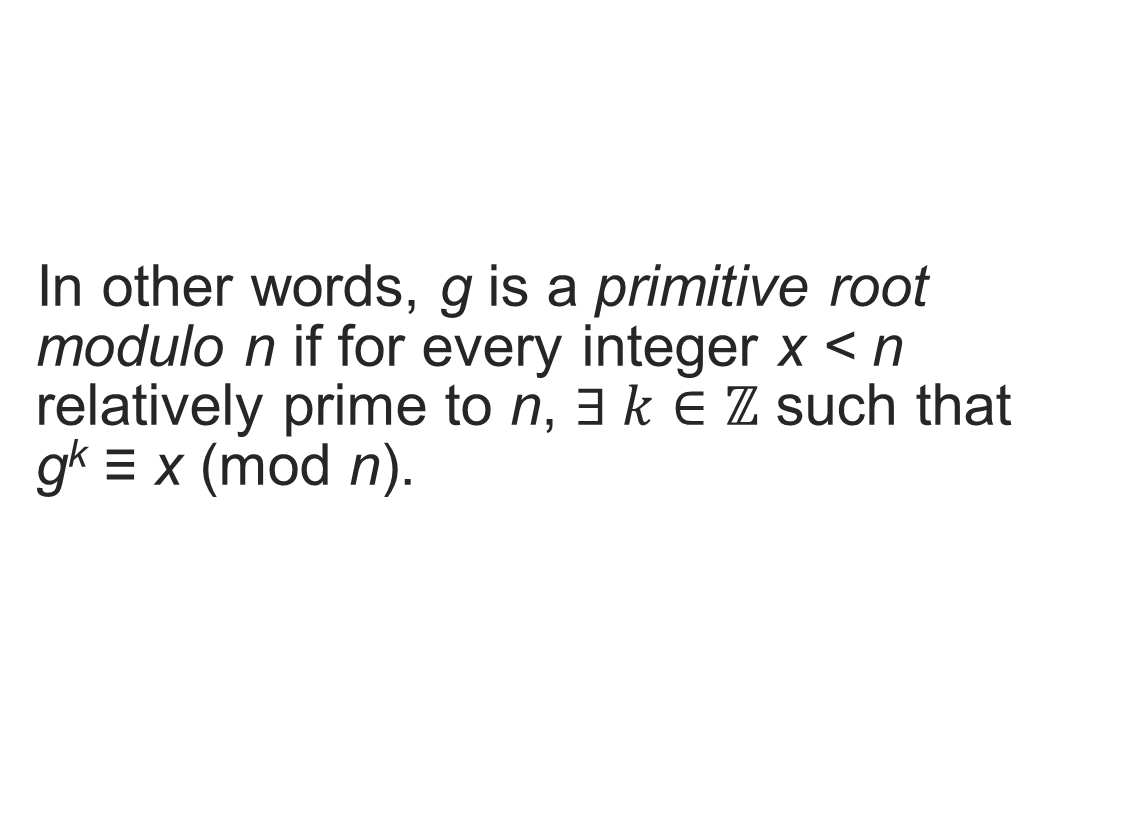 In other words, g is a primitive root
modulo n if for every integer x < n
relatively prime to n, ∃ k ∈ ℤ such that
gᵏ ≡ x (mod n).